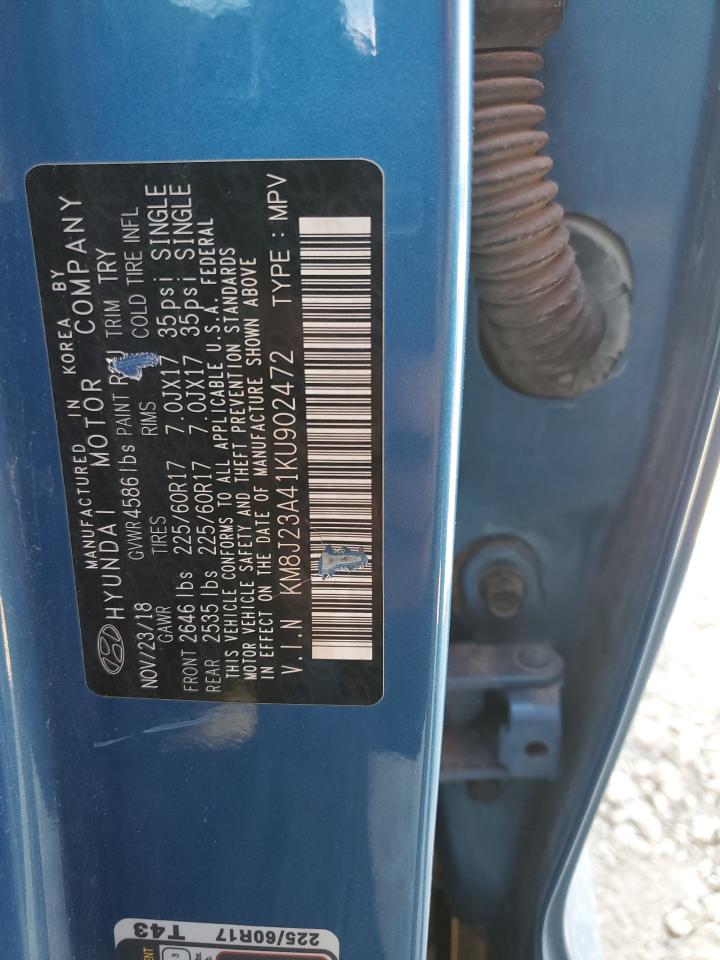 MANUFACTURED IN KOREA BY
HYUNDAI MOTOR COMPANY
NOV/23/18 GVWR4586lbs PAINT TRIM TRY
GAWR TIRES RIMS COLD TIRE INFL
FRONT 2646 lbs 225/60R17 7.0JX17 35psi SINGLE
REAR 2535 lbs 225/60R17 7.0JX17 35psi SINGLE
THIS VEHICLE CONFORMS TO ALL APPLICABLE U.S.A. FEDERAL
MOTOR VEHICLE SAFETY AND THEFT PREVENTION STANDARDS
IN EFFECT ON THE DATE OF MANUFACTURE SHOWN ABOVE
V.I.N KM8J23A41KU902472 TYPE : MPV
225/60R17
T43
3